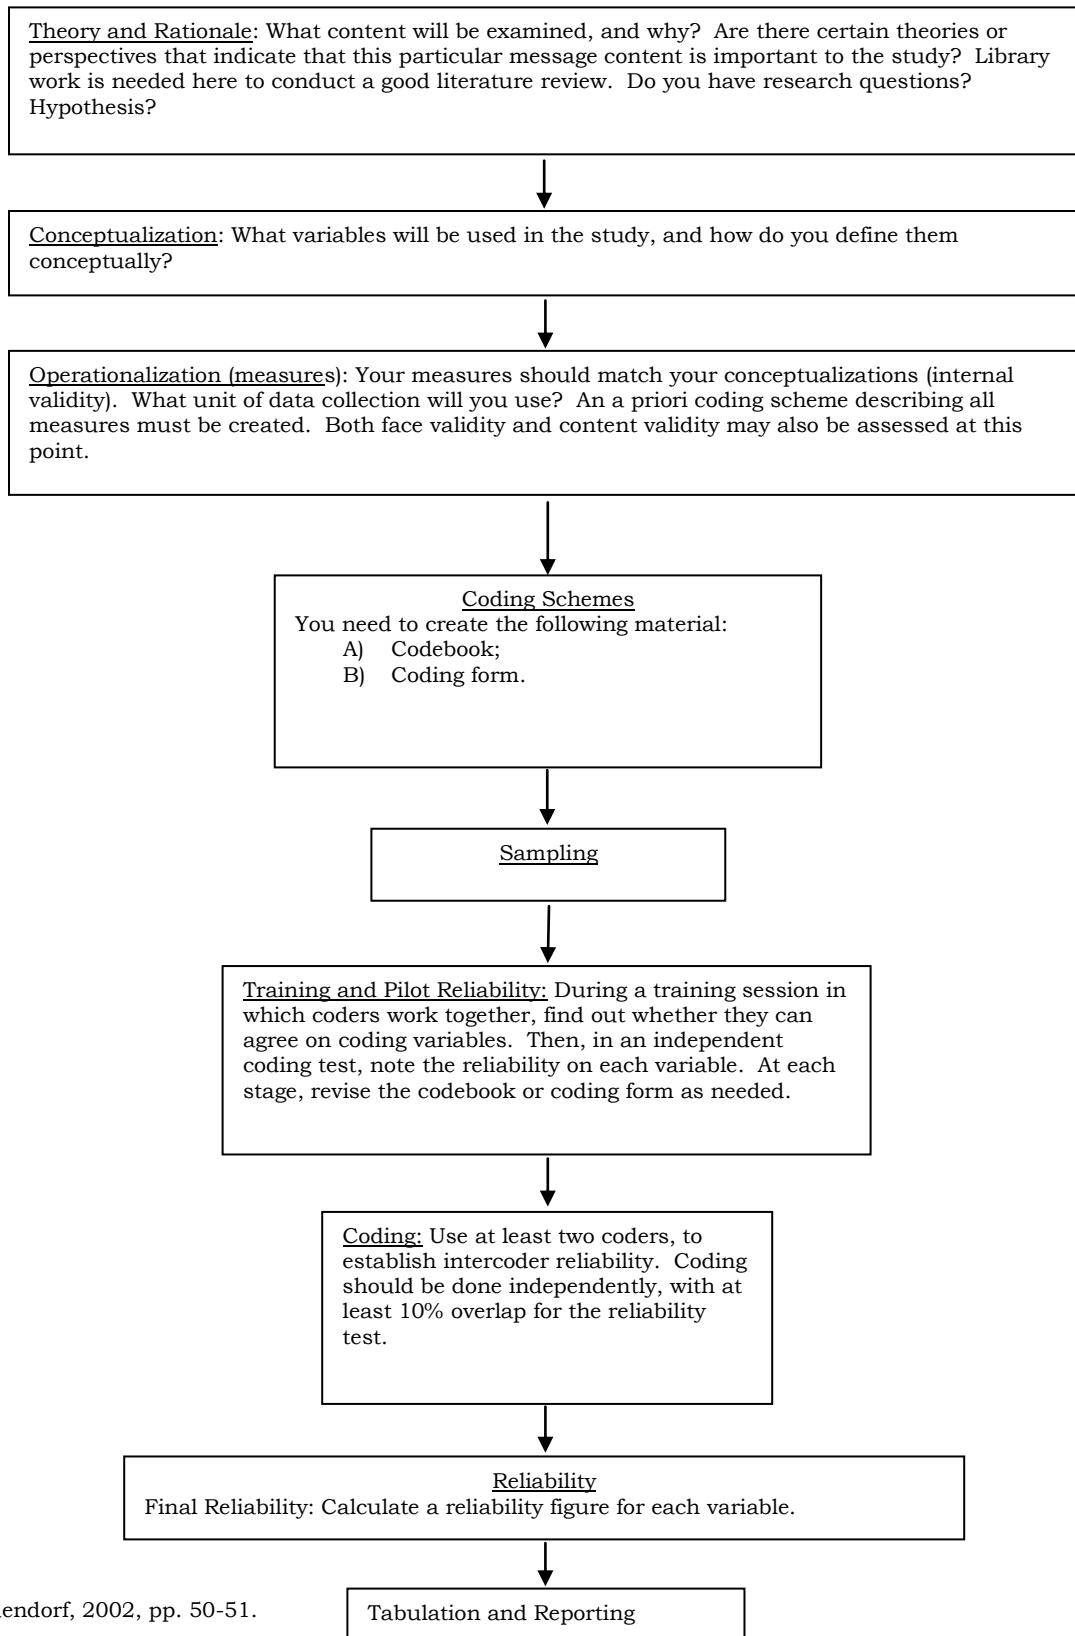 Theory and Rationale: What content will be examined, and why? Are there certain theories or
perspectives that indicate that this particular message content is important to the study? Library
work is needed here to conduct a good literature review. Do you have research questions?
Hypothesis?
Conceptualization: What variables will be used in the study, and how do you define them
conceptually?
Operationalization (measures): Your measures should match your conceptualizations (internal
validity). What unit of data collection will you use? An a priori coding scheme describing all
measures must be created. Both face validity and content validity may also be assessed at this
point.
Coding Schemes
You need to create the following material:
A) Codebook;
B) Coding form.
Sampling
Training and Pilot Reliability: During a training session in
which coders work together, find out whether they can
agree on coding variables. Then, in an independent
coding test, note the reliability on each variable. At each
stage, revise the codebook or coding form as needed.
Coding: Use at least two coders, to
establish intercoder reliability. Coding
should be done independently, with at
least 10% overlap for the reliability
test.
Reliability
Final Reliability: Calculate a reliability figure for each variable.
endorf, 2002, pp. 50-51.
Tabulation and Reporting